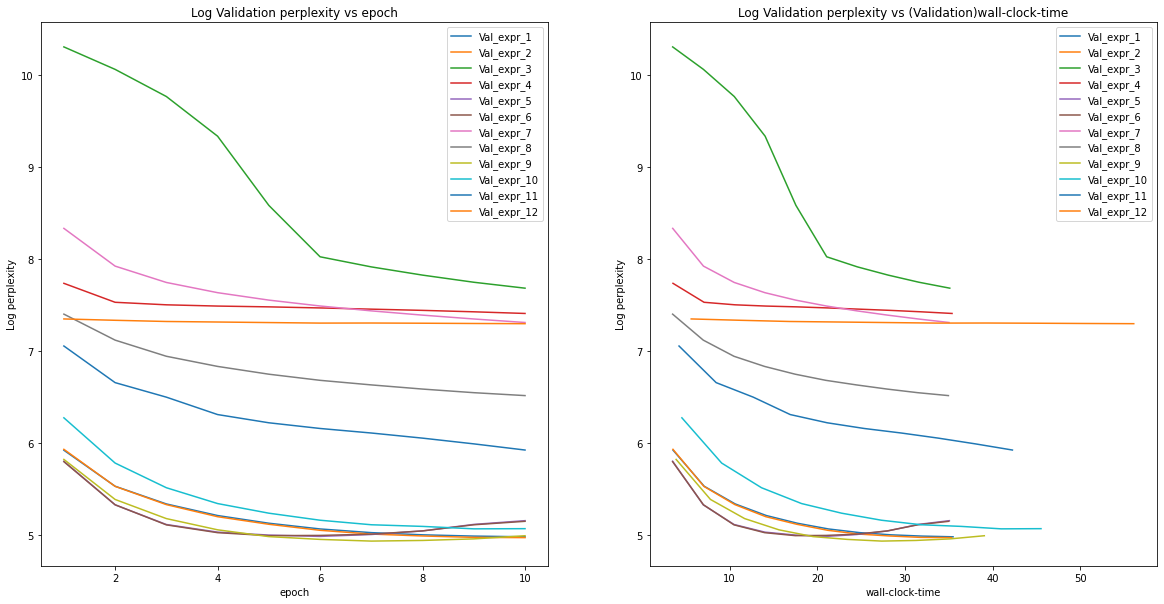 Log Validation perplexity vs epoch
Log perplexity
10
9
8
7
6
5
Val_expr_1
Val_expr_2
Val_expr_3
Val_expr_4
Val_expr_5
Val_expr_6
Val_expr_7
Val_expr_8
Val_expr_9
Val_expr_10
Val_expr_11
Val_expr_12
2 4 6 8 10
epoch
Log Validation perplexity vs (Validation)wall-clock-time
Log perplexity
10
9
8
7
6
5
Val_expr_1
Val_expr_2
Val_expr_3
Val_expr_4
Val_expr_5
Val_expr_6
Val_expr_7
Val_expr_8
Val_expr_9
Val_expr_10
Val_expr_11
Val_expr_12
10 20 30 40 50
wall-clock-time